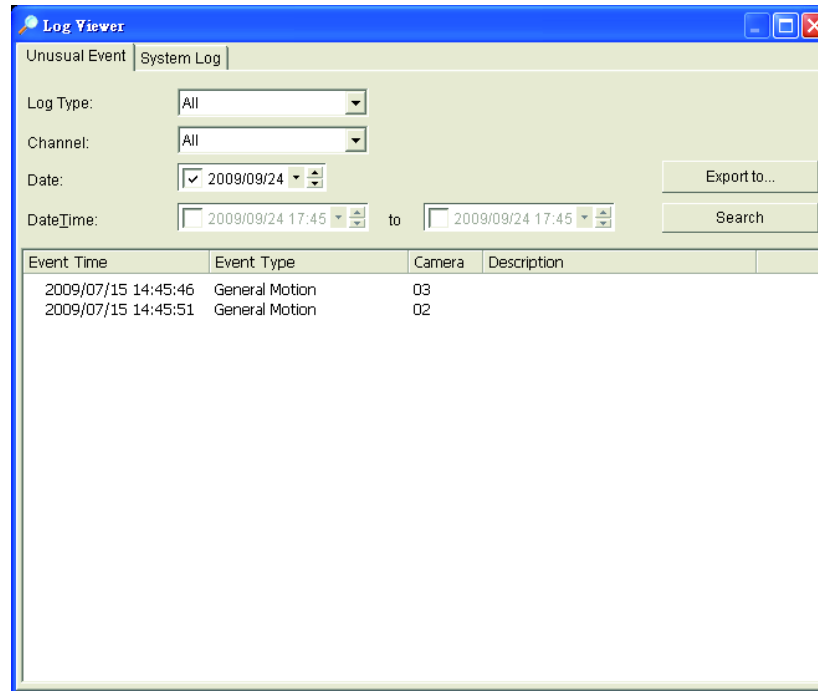 Log Viewer
Unusual Event System Log
Log Type: All
Channel: All
Date: 2009/09/24 Export to...
DateTime: 2009/09/24 17:45 to 2009/09/24 17:45 Search
Event Time Event Type Camera Description
2009/07/15 14:45:46 General Motion 03
2009/07/15 14:45:51 General Motion 02